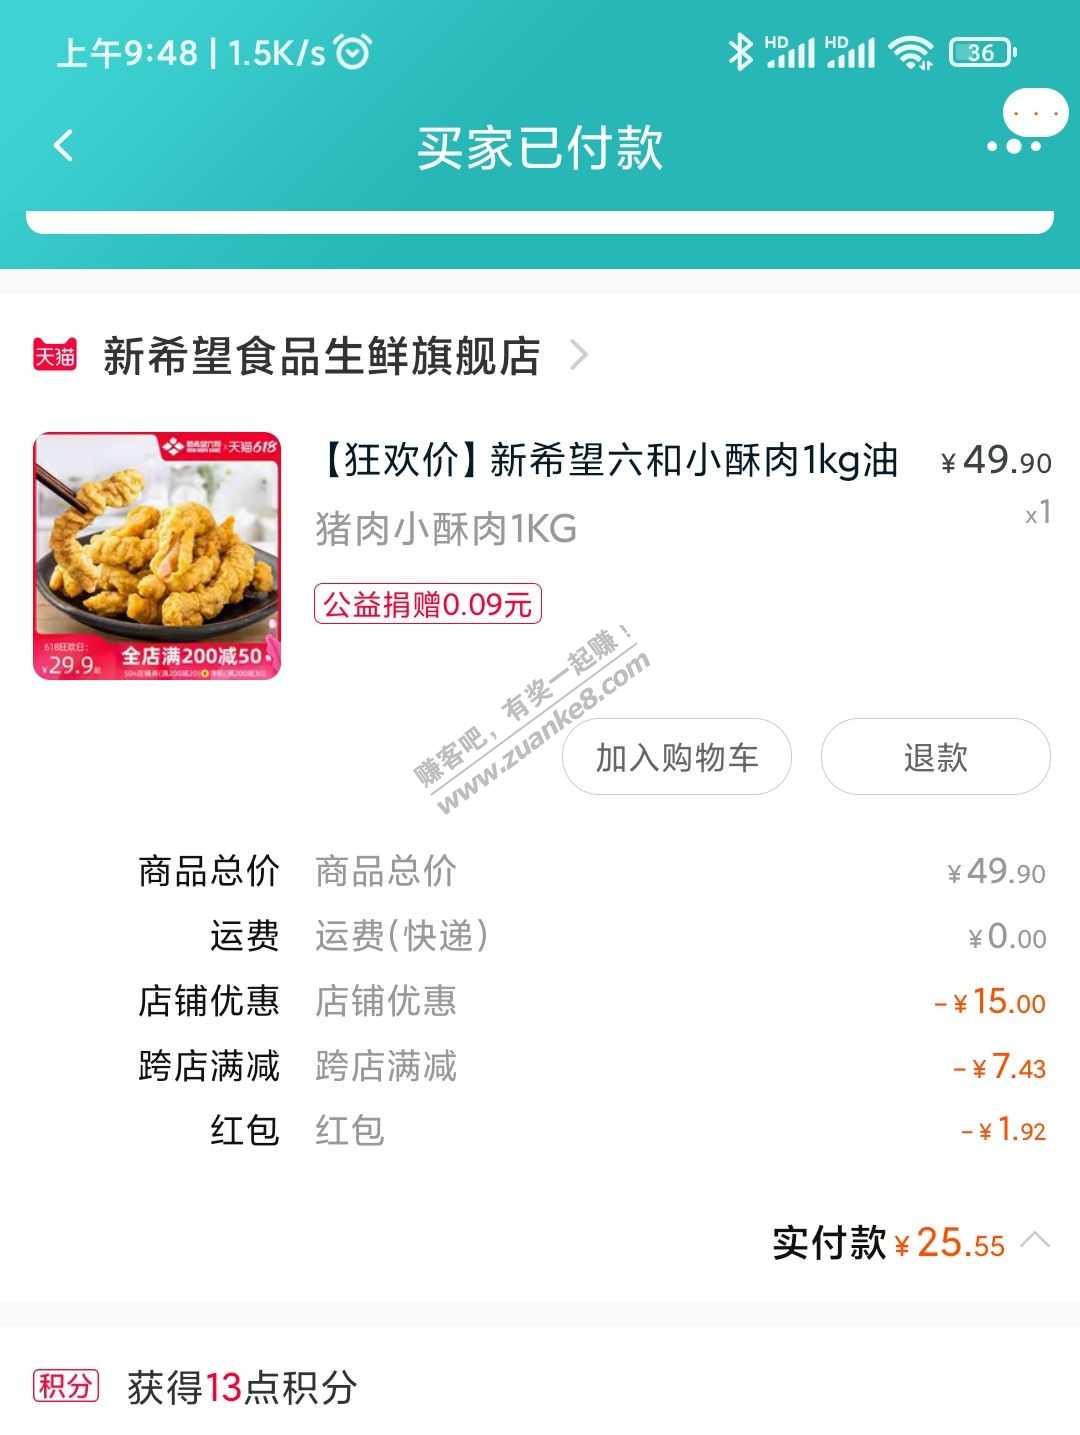 上午9:48 | 1.5K/s
HD HD 36
买家已付款
天猫 新希望食品生鲜旗舰店
天猫618
【狂欢价】新希望六和小酥肉1kg油 ¥49.90
猪肉小酥肉1KG x1
公益捐赠0.09元
618狂欢日:
¥29.9起 全店满200减50
赚客吧，有奖一起赚！
www.zuanke8.com
加入购物车 退款
商品总价 商品总价 ¥49.90
运费 运费(快递) ¥0.00
店铺优惠 店铺优惠 -¥15.00
跨店满减 跨店满减 -¥7.43
红包 红包 -¥1.92
实付款 ¥25.55
积分 获得13点积分